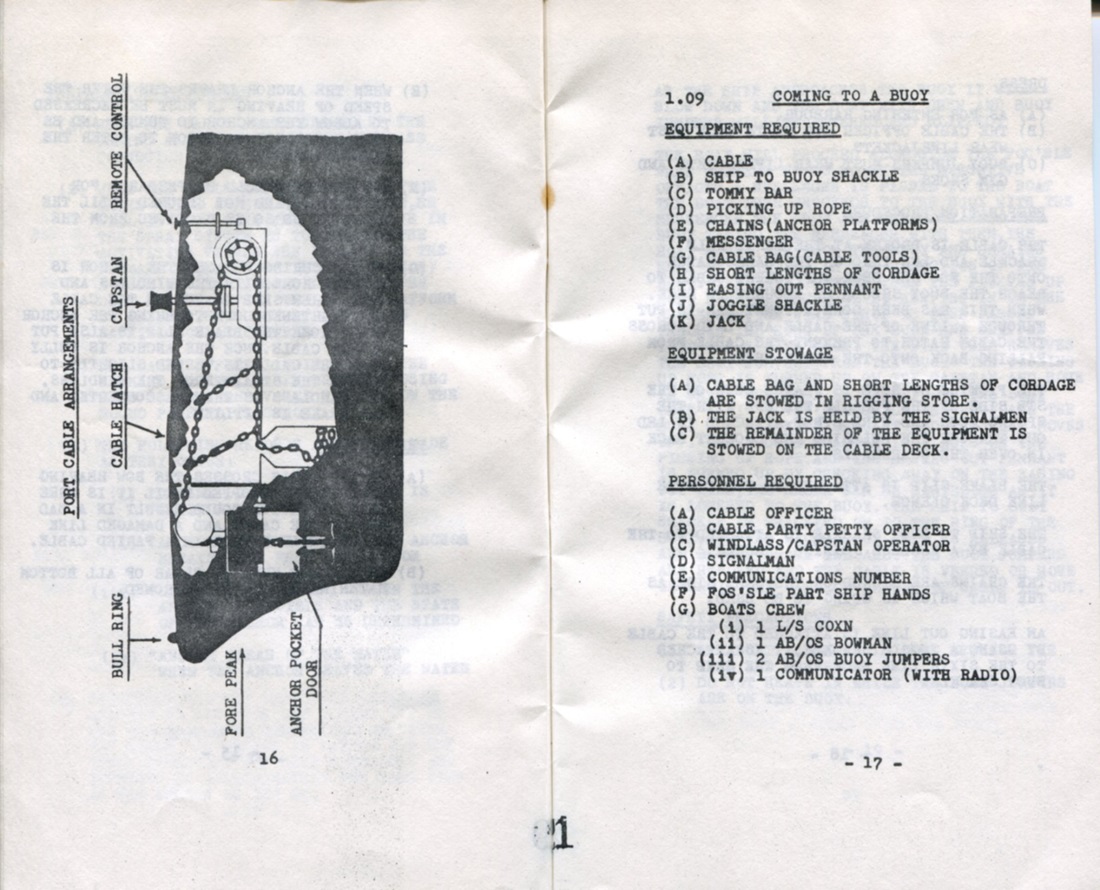 REMOTE CONTROL
CAPSTAN
CABLE HATCH
PORT CABLE ARRANGEMENTS
BULL RING
FORE PEAK
ANCHOR POCKET
DOOR
16
1.09 COMING TO A BUOY
EQUIPMENT REQUIRED
(A) CABLE
(B) SHIP TO BUOY SHACKLE
(C) TOMMY BAR
(D) PICKING UP ROPE
(E) CHAINS(ANCHOR PLATFORMS)
(F) MESSENGER
(G) CABLE BAG(CABLE TOOLS)
(H) SHORT LENGTHS OF CORDAGE
(I) EASING OUT PENNANT
(J) JOGGLE SHACKLE
(K) JACK
EQUIPMENT STOWAGE
(A) CABLE BAG AND SHORT LENGTHS OF CORDAGE
ARE STOWED IN RIGGING STORE.
(B) THE JACK IS HELD BY THE SIGNALMEN
(C) THE REMAINDER OF THE EQUIPMENT IS
STOWED ON THE CABLE DECK.
PERSONNEL REQUIRED
(A) CABLE OFFICER
(B) CABLE PARTY PETTY OFFICER
(C) WINDLASS/CAPSTAN OPERATOR
(D) SIGNALMAN
(E) COMMUNICATIONS NUMBER
(F) FOS'SLE PART SHIP HANDS
(G) BOATS CREW
(i) 1 L/S COXN
(ii) 1 AB/OS BOWMAN
(iii) 2 AB/OS BUOY JUMPERS
(iv) 1 COMMUNICATOR (WITH RADIO)
- 17 -